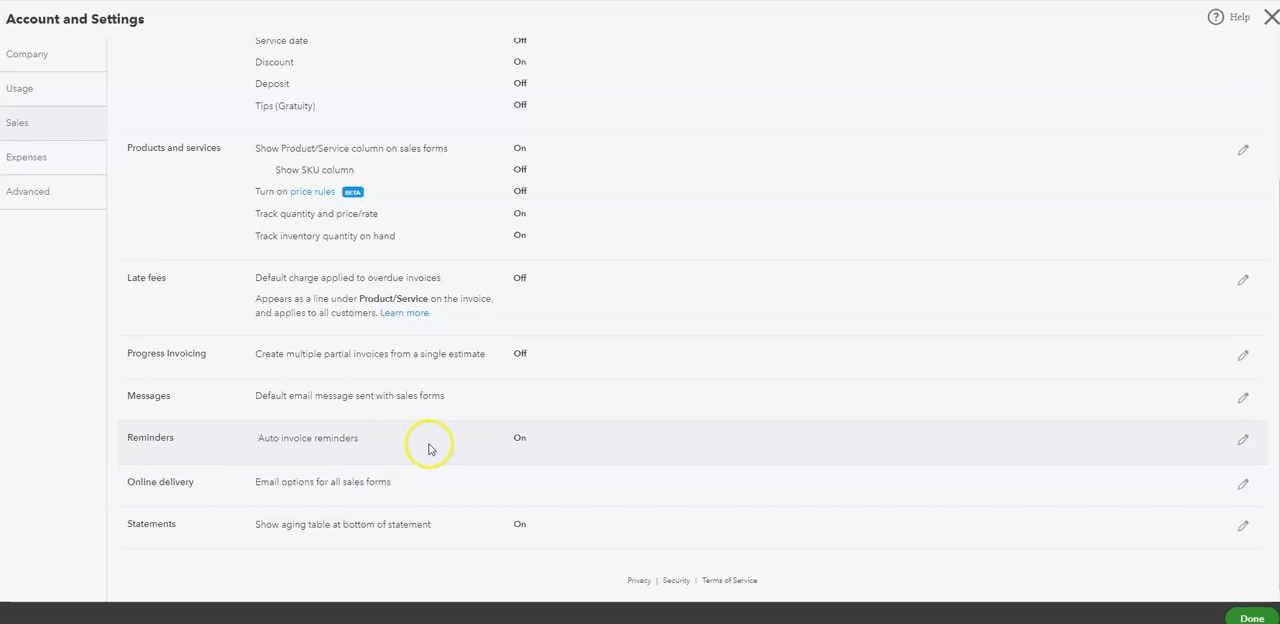 Account and Settings
Help
Company
Usage
Sales
Expenses
Advanced
Service date Off
Discount On
Deposit Off
Tips (Gratuity) Off
Products and services Show Product/Service column on sales forms On
Show SKU column Off
Turn on price rules BETA Off
Track quantity and price/rate On
Track inventory quantity on hand On
Late fees Default charge applied to overdue invoices Off
Appears as a line under Product/Service on the invoice,
and applies to all customers. Learn more
Progress Invoicing Create multiple partial invoices from a single estimate Off
Messages Default email message sent with sales forms
Reminders Auto invoice reminders On
Online delivery Email options for all sales forms
Statements Show aging table at bottom of statement On
Privacy | Security | Terms of Service
Done